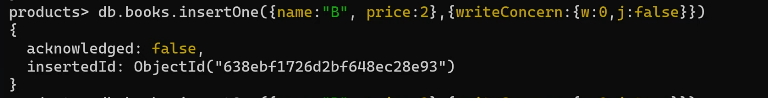 products> db.books.insertOne({name:"B", price:2},{writeConcern:{w:0,j:false}})
{
  acknowledged: false,
  insertedId: ObjectId("638ebf1726d2bf648ec28e93")
}